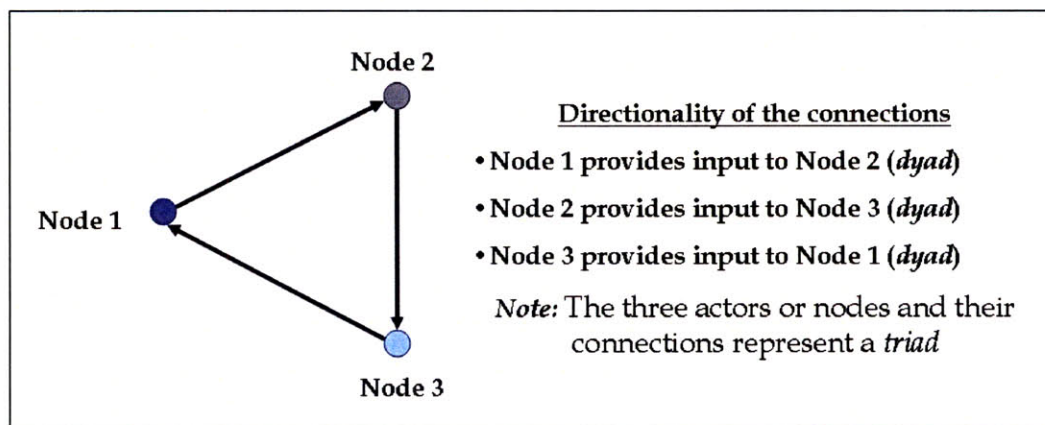 Node 2
Node 1
Node 3
Directionality of the connections
• Node 1 provides input to Node 2 (dyad)
• Node 2 provides input to Node 3 (dyad)
• Node 3 provides input to Node 1 (dyad)
Note: The three actors or nodes and their
connections represent a triad